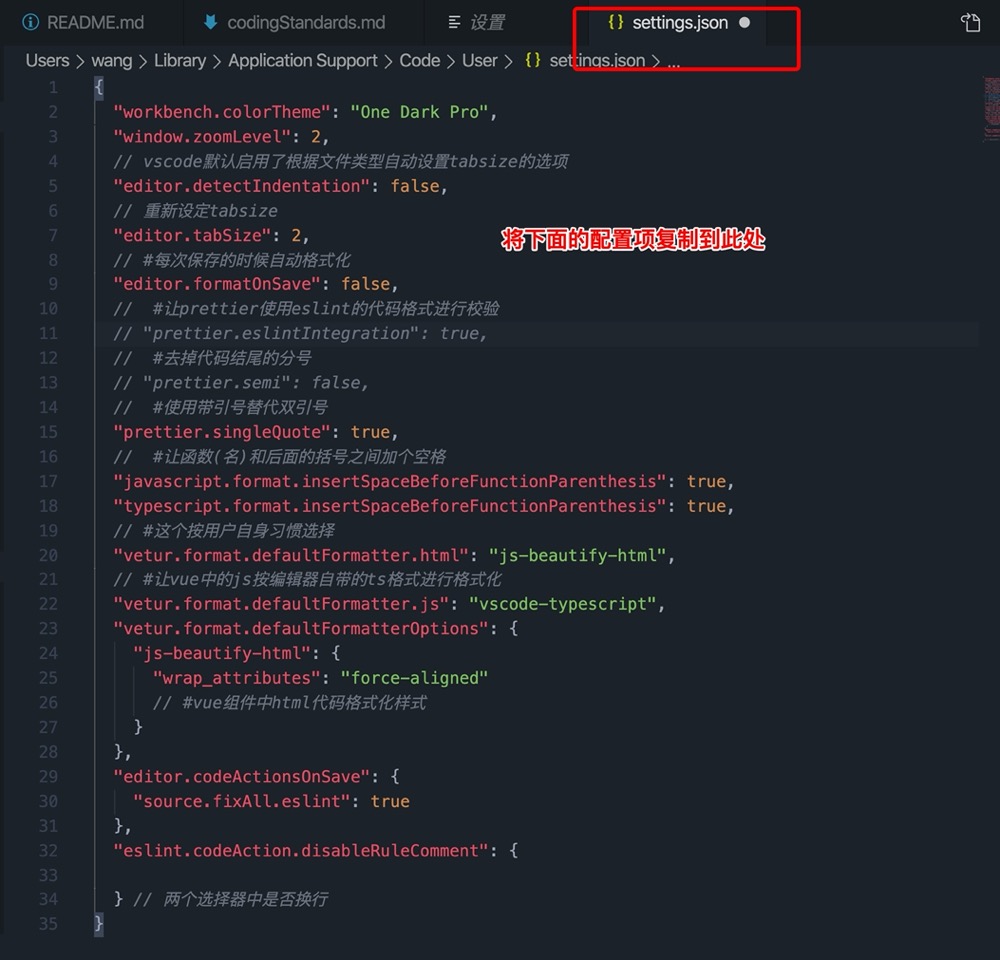 README.md codingStandards.md 设置 {} settings.json
Users > wang > Library > Application Support > Code > User > {} settings.json > ...
1 {
2 "workbench.colorTheme": "One Dark Pro",
3 "window.zoomLevel": 2,
4 // vscode默认启用了根据文件类型自动设置tabsize的选项
5 "editor.detectIndentation": false,
6 // 重新设定tabsize
7 "editor.tabSize": 2,
将下面的配置项复制到此处
8 // #每次保存的时候自动格式化
9 "editor.formatOnSave": false,
10 // #让prettier使用eslint的代码格式进行校验
11 // "prettier.eslintIntegration": true,
12 // #去掉代码结尾的分号
13 // "prettier.semi": false,
14 // #使用带引号替代双引号
15 "prettier.singleQuote": true,
16 // #让函数(名)和后面的括号之间加个空格
17 "javascript.format.insertSpaceBeforeFunctionParenthesis": true,
18 "typescript.format.insertSpaceBeforeFunctionParenthesis": true,
19 // #这个按用户自身习惯选择
20 "vetur.format.defaultFormatter.html": "js-beautify-html",
21 // #让vue中的js按编辑器自带的ts格式进行格式化
22 "vetur.format.defaultFormatter.js": "vscode-typescript",
23 "vetur.format.defaultFormatterOptions": {
24 "js-beautify-html": {
25 "wrap_attributes": "force-aligned"
26 // #vue组件中html代码格式化样式
27 }
28 },
29 "editor.codeActionsOnSave": {
30 "source.fixAll.eslint": true
31 },
32 "eslint.codeAction.disableRuleComment": {
33
34 } // 两个选择器中是否换行
35 }